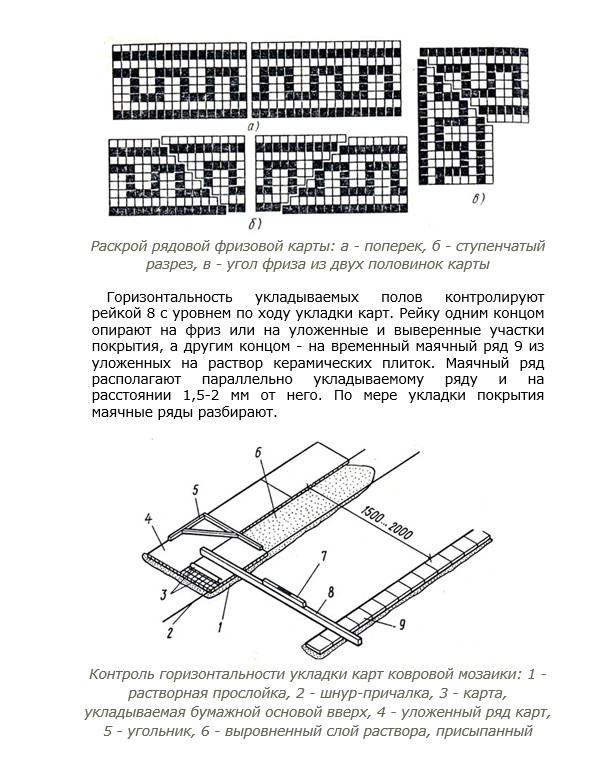 а)
б)
в)
Раскрой рядовой фризовой карты: а - поперек, б - ступенчатый
разрез, в - угол фриза из двух половинок карты
Горизонтальность укладываемых полов контролируют
рейкой 8 с уровнем по ходу укладки карт. Рейку одним концом
опирают на фриз или на уложенные и выверенные участки
покрытия, а другим концом - на временный маячный ряд 9 из
уложенных на раствор керамических плиток. Маячный ряд
располагают параллельно укладываемому ряду и на
расстоянии 1,5-2 мм от него. По мере укладки покрытия
маячные ряды разбирают.
6
5
4
1500...2000
7
3
8
2
1
9
Контроль горизонтальности укладки карт ковровой мозаики: 1 -
растворная прослойка, 2 - шнур-причалка, 3 - карта,
укладываемая бумажной основой вверх, 4 - уложенный ряд карт,
5 - угольник, 6 - выровненный слой раствора, присыпанный